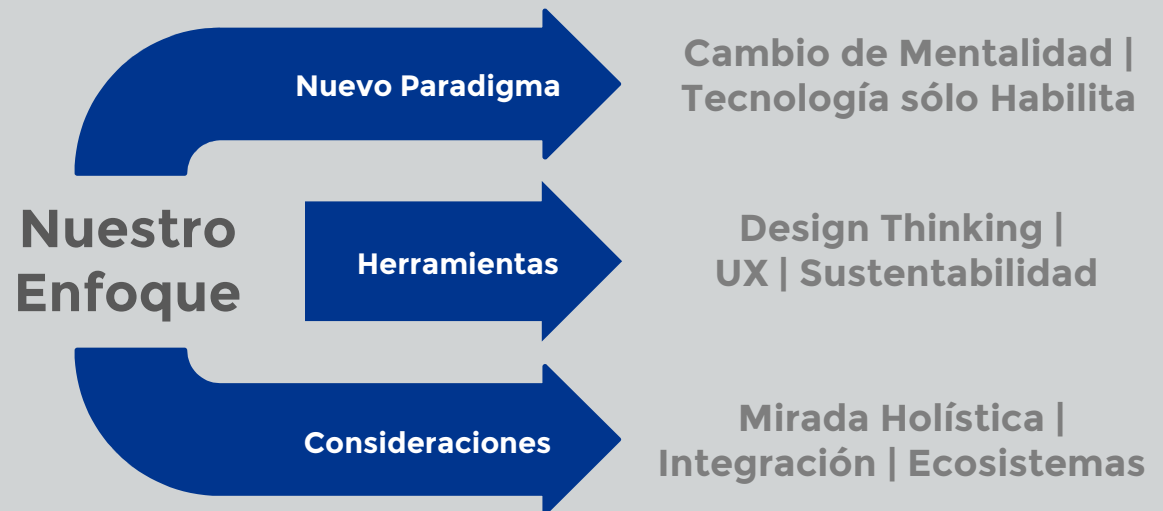 Nuestro
Enfoque
Nuevo Paradigma
Cambio de Mentalidad |
Tecnología sólo Habilita
Herramientas
Design Thinking |
UX | Sustentabilidad
Consideraciones
Mirada Holística |
Integración | Ecosistemas